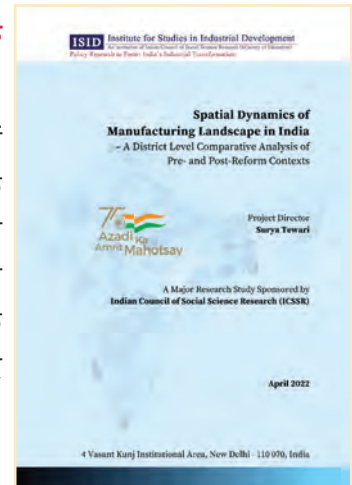 ISID Institute for Studies in Industrial Development
Policy Research to Foster India's Industrial Transformation
Spatial Dynamics of
Manufacturing Landscape in India
– A District Level Comparative Analysis of
Pre- and Post-Reform Contexts
75
Azadi Ka
Amrit Mahotsav
Project Director
Surya Tewari
A Major Research Study Sponsored by
Indian Council of Social Science Research (ICSSR)
April 2022
4 Vasant Kunj Institutional Area, New Delhi - 110 070, India